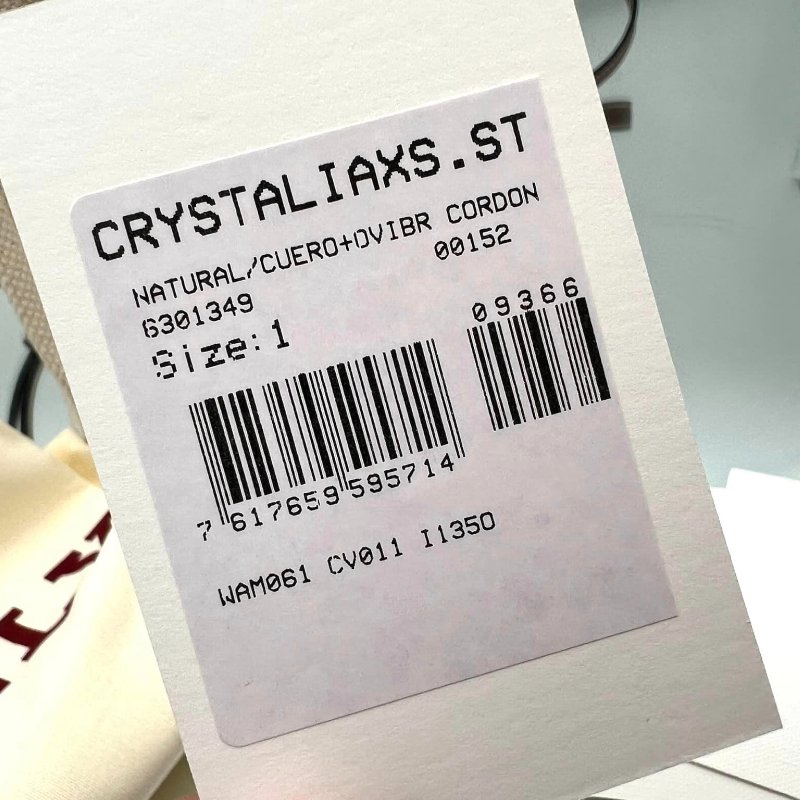 CRYSTALIAXS.ST
NATURAL/CUERO+DVIBR CORDON
6301349 00152
Size:1
09366
7 617659 595714
WAM061 CV011 I1350